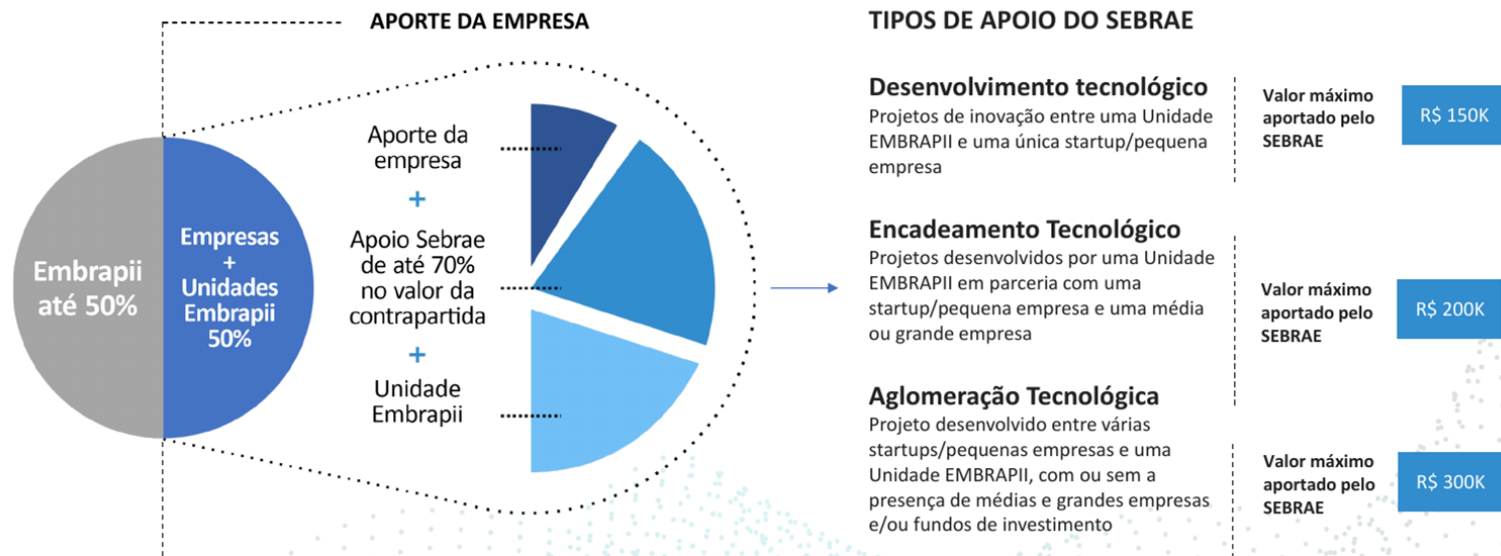 APORTE DA EMPRESA
Embrapii
até 50%
Empresas
+
Unidades
Embrapii
50%
Aporte da
empresa
+
Apoio Sebrae
de até 70%
no valor da
contrapartida
+
Unidade
Embrapii
TIPOS DE APOIO DO SEBRAE
Desenvolvimento tecnológico
Projetos de inovação entre uma Unidade
EMBRAPII e uma única startup/pequena
empresa
Valor máximo
aportado pelo
SEBRAE
R$ 150K
Encadeamento Tecnológico
Projetos desenvolvidos por uma Unidade
EMBRAPII em parceria com uma
startup/pequena empresa e uma média
ou grande empresa
Valor máximo
aportado pelo
SEBRAE
R$ 200K
Aglomeração Tecnológica
Projeto desenvolvido entre várias
startups/pequenas empresas e uma
Unidade EMBRAPII, com ou sem a
presença de médias e grandes empresas
e/ou fundos de investimento
Valor máximo
aportado pelo
SEBRAE
R$ 300K